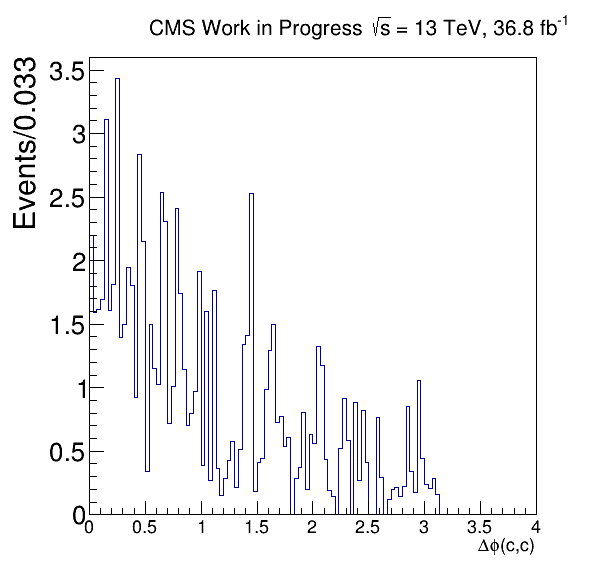 CMS Work in Progress √s = 13 TeV, 36.8 fb⁻¹
Events/0.033
3.5
3
2.5
2
1.5
1
0.5
0
0 0.5 1 1.5 2 2.5 3 3.5 4
Δϕ(c,c)